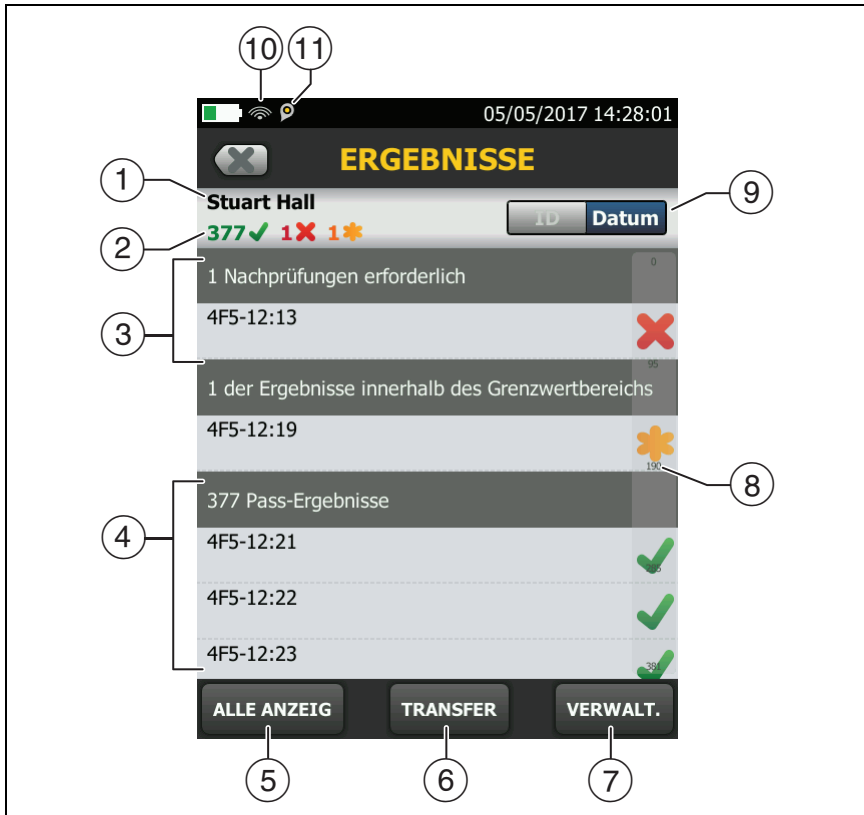 10 11
05/05/2017 14:28:01
ERGEBNISSE
1
Stuart Hall
ID Datum
9
2
377 1 1
3
1 Nachprüfungen erforderlich
0
4F5-12:13
95
1 der Ergebnisse innerhalb des Grenzwertbereichs
4F5-12:19
190
8
4
377 Pass-Ergebnisse
4F5-12:21
285
4F5-12:22
4F5-12:23
381
ALLE ANZEIG TRANSFER VERWALT.
5 6 7